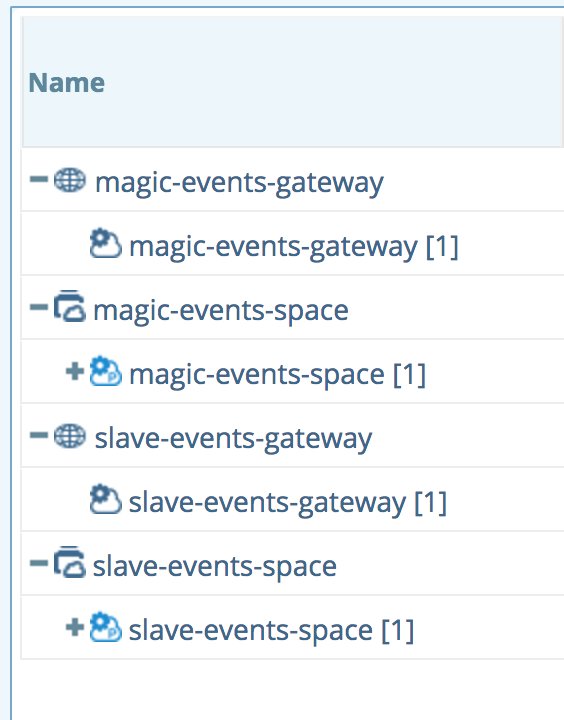 Name
magic-events-gateway
magic-events-gateway [1]
magic-events-space
magic-events-space [1]
slave-events-gateway
slave-events-gateway [1]
slave-events-space
slave-events-space [1]